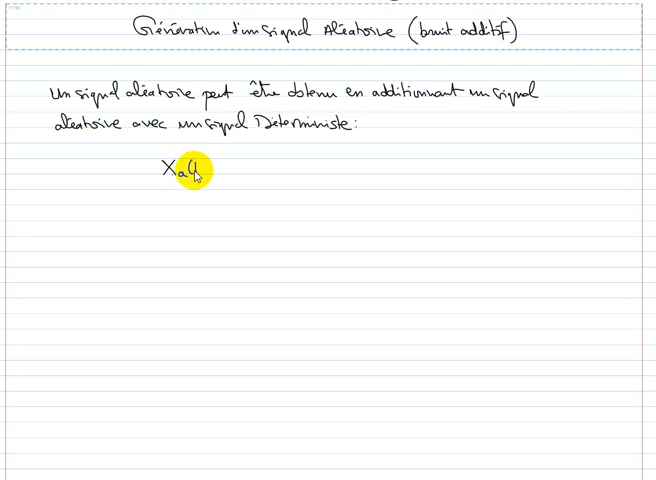 Génération d'un signal Aléatoire (bruit additif)
Un signal aléatoire peut être obtenu en additionnant un signal
aléatoire avec un signal Déterministe:
Xa(